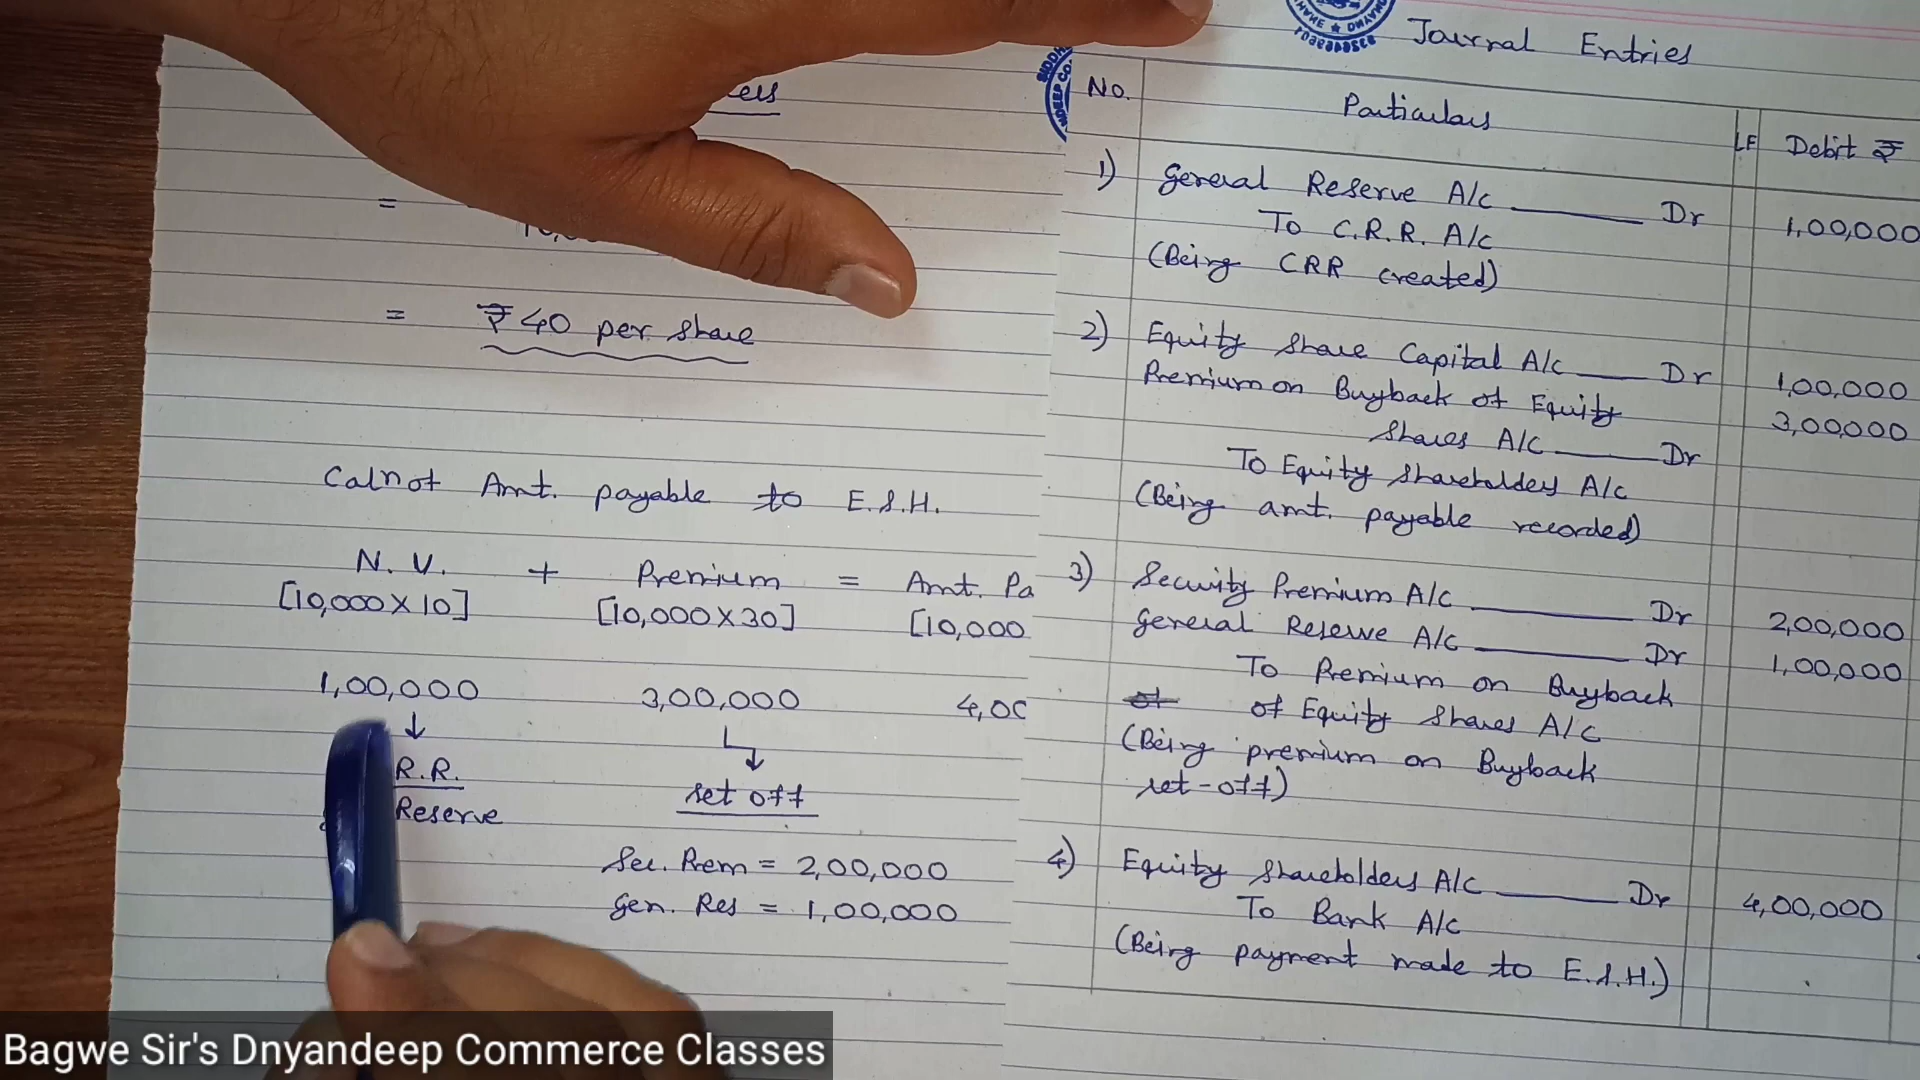 =
= ₹40 per share
Calnot Amt. payable to E.S.H.
N. V. + Premium = Amt. Pa
[10,000 X 10] [10,000 X 30] [10,000
1,00,000 3,00,000 4,00
↓
R.R. set off
Reserve
Sec. Prem = 2,00,000
Gen. Res = 1,00,000
Journal Entries
No. Particulars LF Debit ₹
1) General Reserve A/c ——— Dr 1,00,000
To C.R.R. A/c
(Being CRR created)
2) Equity Share Capital A/c ——— Dr 1,00,000
Premium on Buyback of Equity 3,00,000
Shares A/C ——— Dr
To Equity Shareholders A/c
(Being amt. payable recorded)
3) Security Premium A/c ——— Dr 2,00,000
General Reserve A/c ——— Dr 1,00,000
To Premium on Buyback
of Equity Shares A/C
(Being premium on Buyback
set-off)
4) Equity Shareholders A/C ——— Dr 4,00,000
To Bank A/C
(Being payment made to E.S.H.)
Bagwe Sir's Dnyandeep Commerce Classes